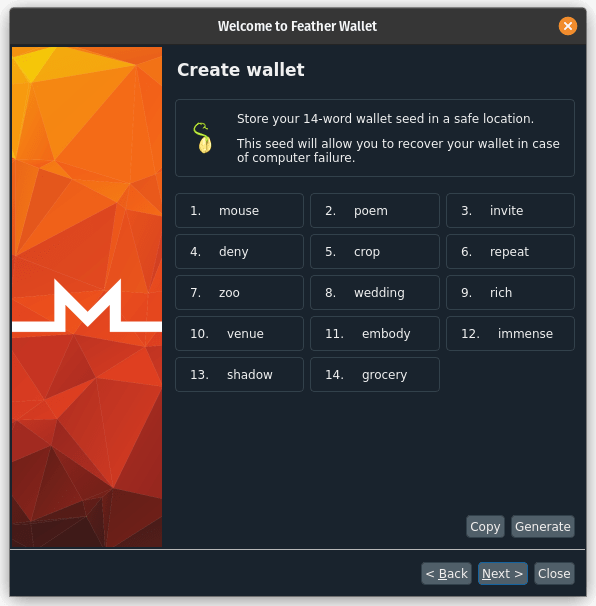 Welcome to Feather Wallet
Create wallet
Store your 14-word wallet seed in a safe location.
This seed will allow you to recover your wallet in case
of computer failure.
1. mouse 2. poem 3. invite
4. deny 5. crop 6. repeat
7. zoo 8. wedding 9. rich
10. venue 11. embody 12. immense
13. shadow 14. grocery
Copy Generate
< Back Next > Close